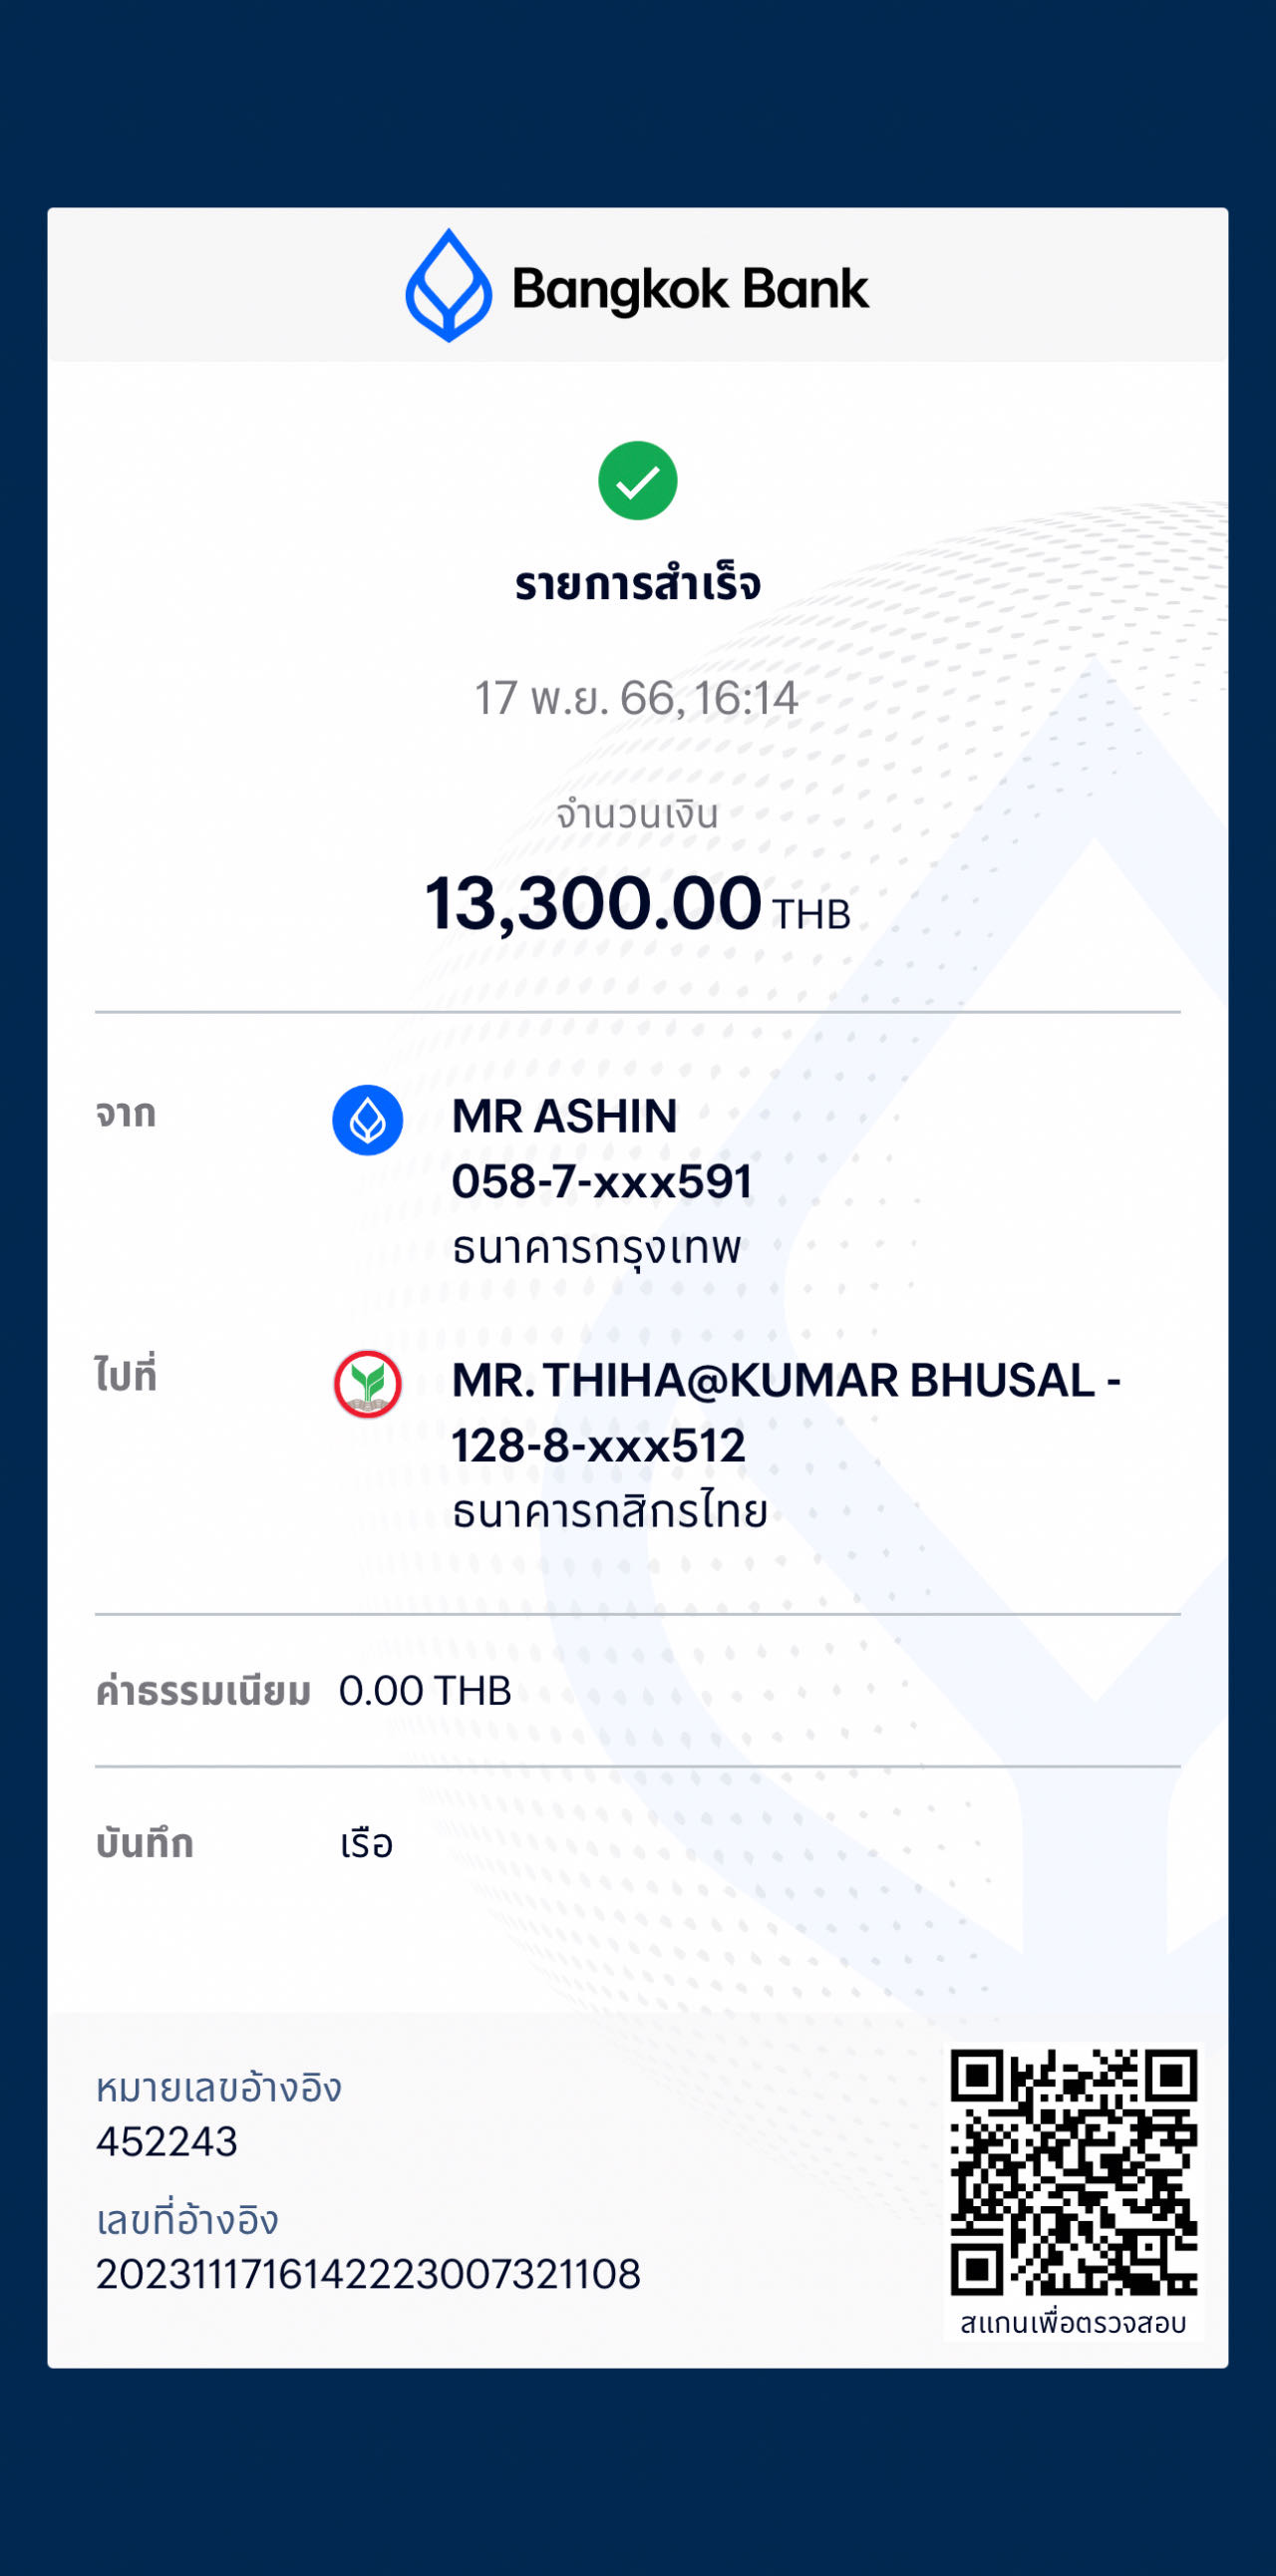 Bangkok Bank
รายการสำเร็จ
17 พ.ย. 66, 16:14
จำนวนเงิน
13,300.00 THB
จาก
MR ASHIN
058-7-xxx591
ธนาคารกรุงเทพ
ไปที่
MR. THIHA@KUMAR BHUSAL -
128-8-xxx512
ธนาคารกสิกรไทย
ค่าธรรมเนียม 0.00 THB
บันทึก เรือ
หมายเลขอ้างอิง
452243
เลขที่อ้างอิง
2023111716142223007321108
สแกนเพื่อตรวจสอบ